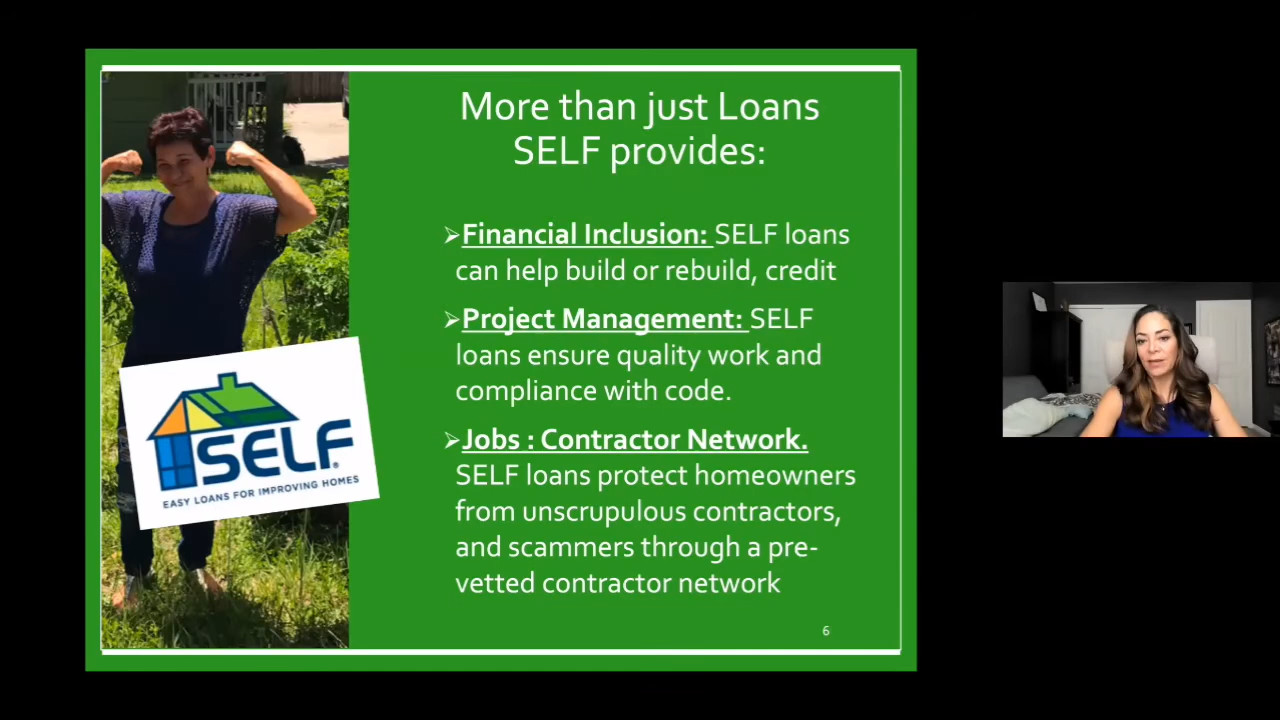 More than just Loans
SELF provides:
➢Financial Inclusion: SELF loans
can help build or rebuild, credit
➢Project Management: SELF
loans ensure quality work and
compliance with code.
➢Jobs : Contractor Network.
SELF loans protect homeowners
from unscrupulous contractors,
and scammers through a pre-
vetted contractor network
SELF®
EASY LOANS FOR IMPROVING HOMES
6